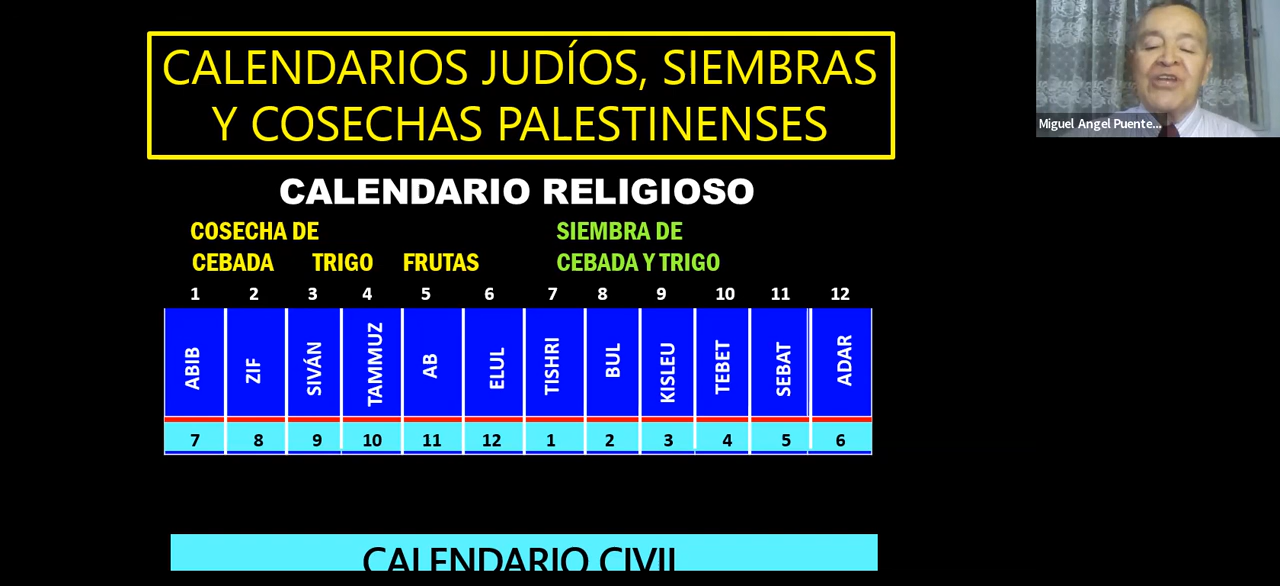 CALENDARIOS JUDÍOS, SIEMBRAS
Y COSECHAS PALESTINENSES
Miguel Angel Puente...
CALENDARIO RELIGIOSO
COSECHA DE
CEBADA TRIGO FRUTAS
SIEMBRA DE
CEBADA Y TRIGO
1 2 3 4 5 6 7 8 9 10 11 12
ABIB ZIF SIVÁN TAMMUZ AB ELUL TISHRI BUL KISLEU TEBET SEBAT ADAR
7 8 9 10 11 12 1 2 3 4 5 6
CALENDARIO CIVIL